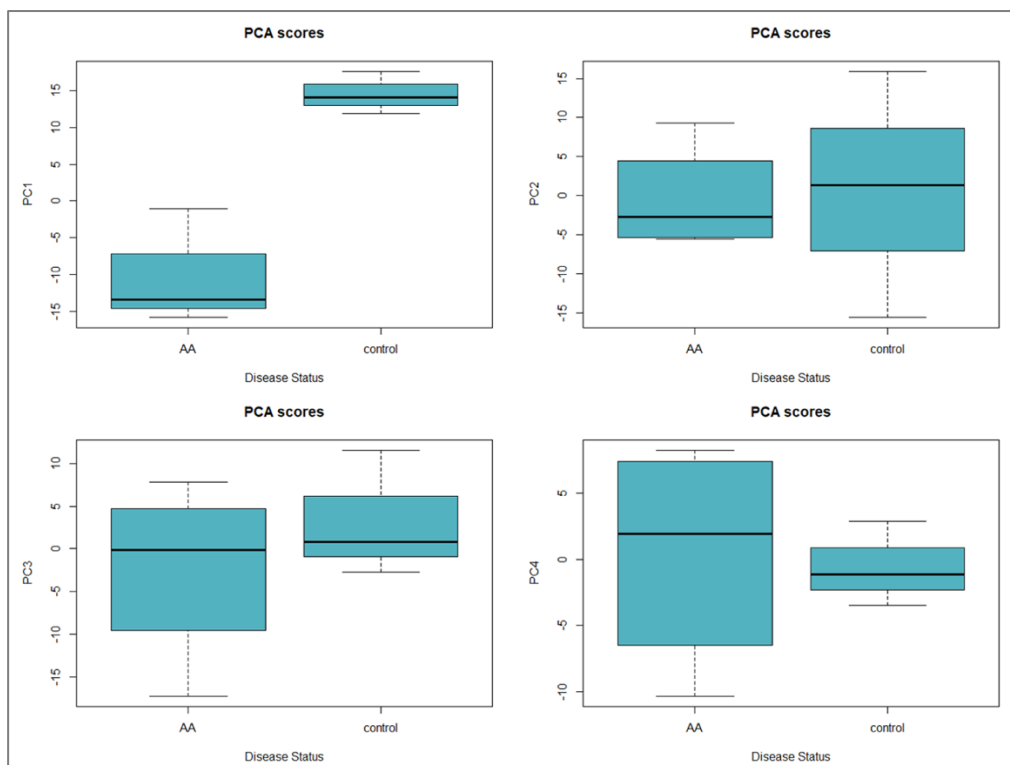 PCA scores
PC1
15
10
5
0
-5
-10
-15
AA control
Disease Status
PCA scores
PC2
15
10
5
0
-5
-10
-15
AA control
Disease Status
PCA scores
PC3
10
5
0
-5
-10
-15
AA control
Disease Status
PCA scores
PC4
5
0
-5
-10
AA control
Disease Status